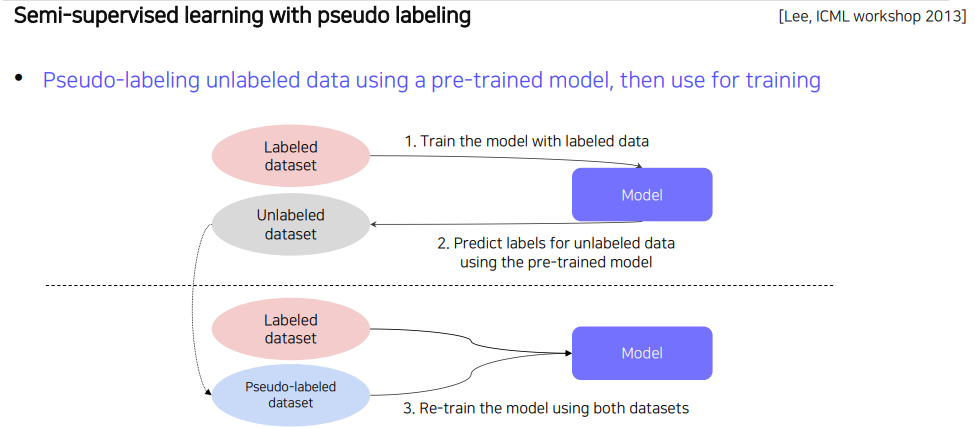 Semi-supervised learning with pseudo labeling
[Lee, ICML workshop 2013]
• Pseudo-labeling unlabeled data using a pre-trained model, then use for training
Labeled
dataset
1. Train the model with labeled data
Model
Unlabeled
dataset
2. Predict labels for unlabeled data
using the pre-trained model
Labeled
dataset
Model
Pseudo-labeled
dataset
3. Re-train the model using both datasets